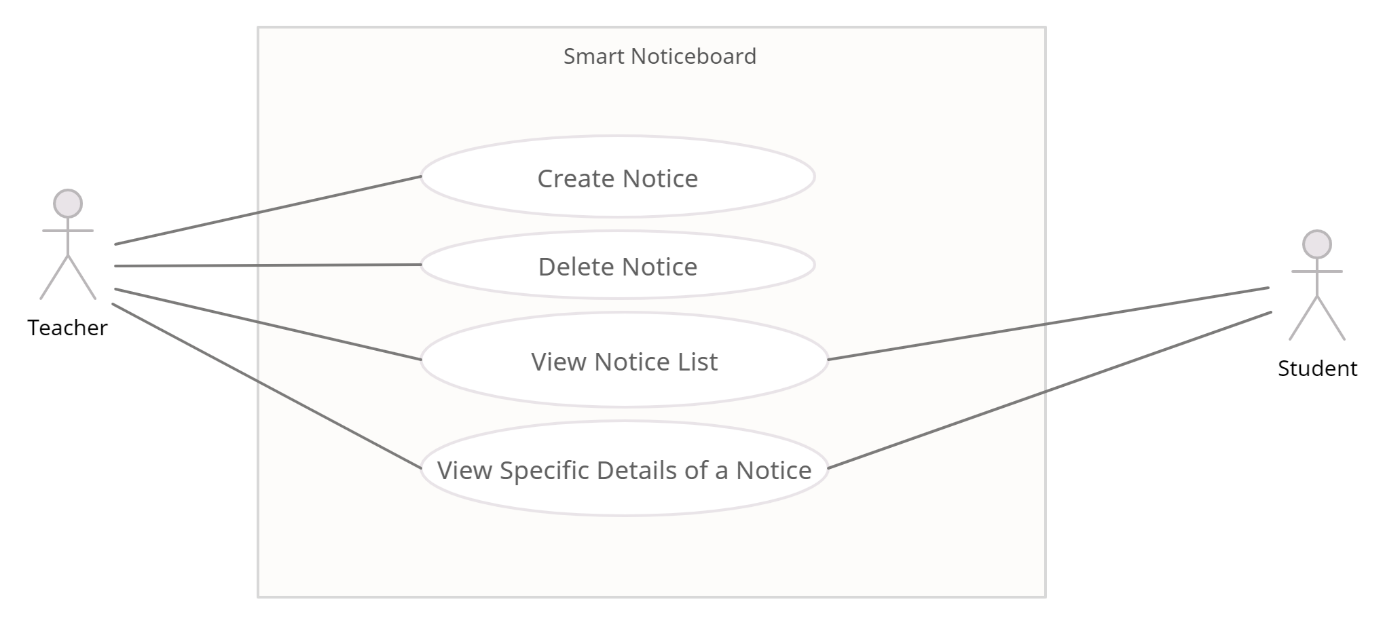 Smart Noticeboard
Create Notice
Delete Notice
View Notice List
View Specific Details of a Notice
Teacher
Student